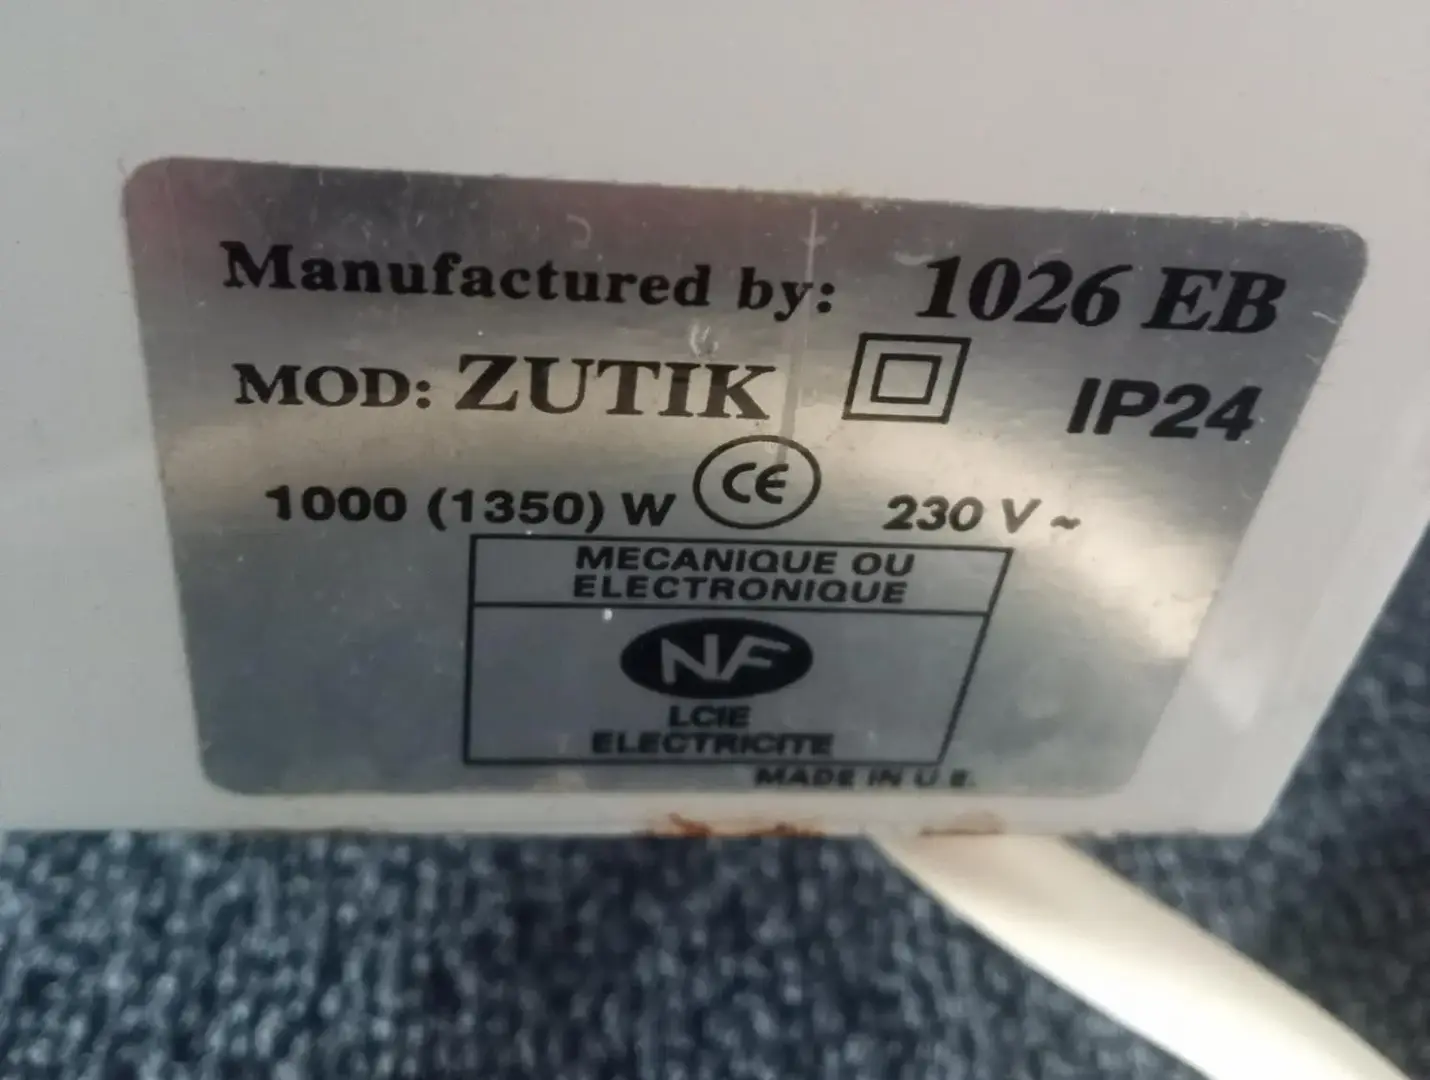 Manufactured by: 1026 EB
MOD: ZUTIK IP24
1000 (1350) W CE 230 V ~
MECANIQUE OU
ELECTRONIQUE
NF
LCIE
ELECTRICITE
MADE IN U.E.